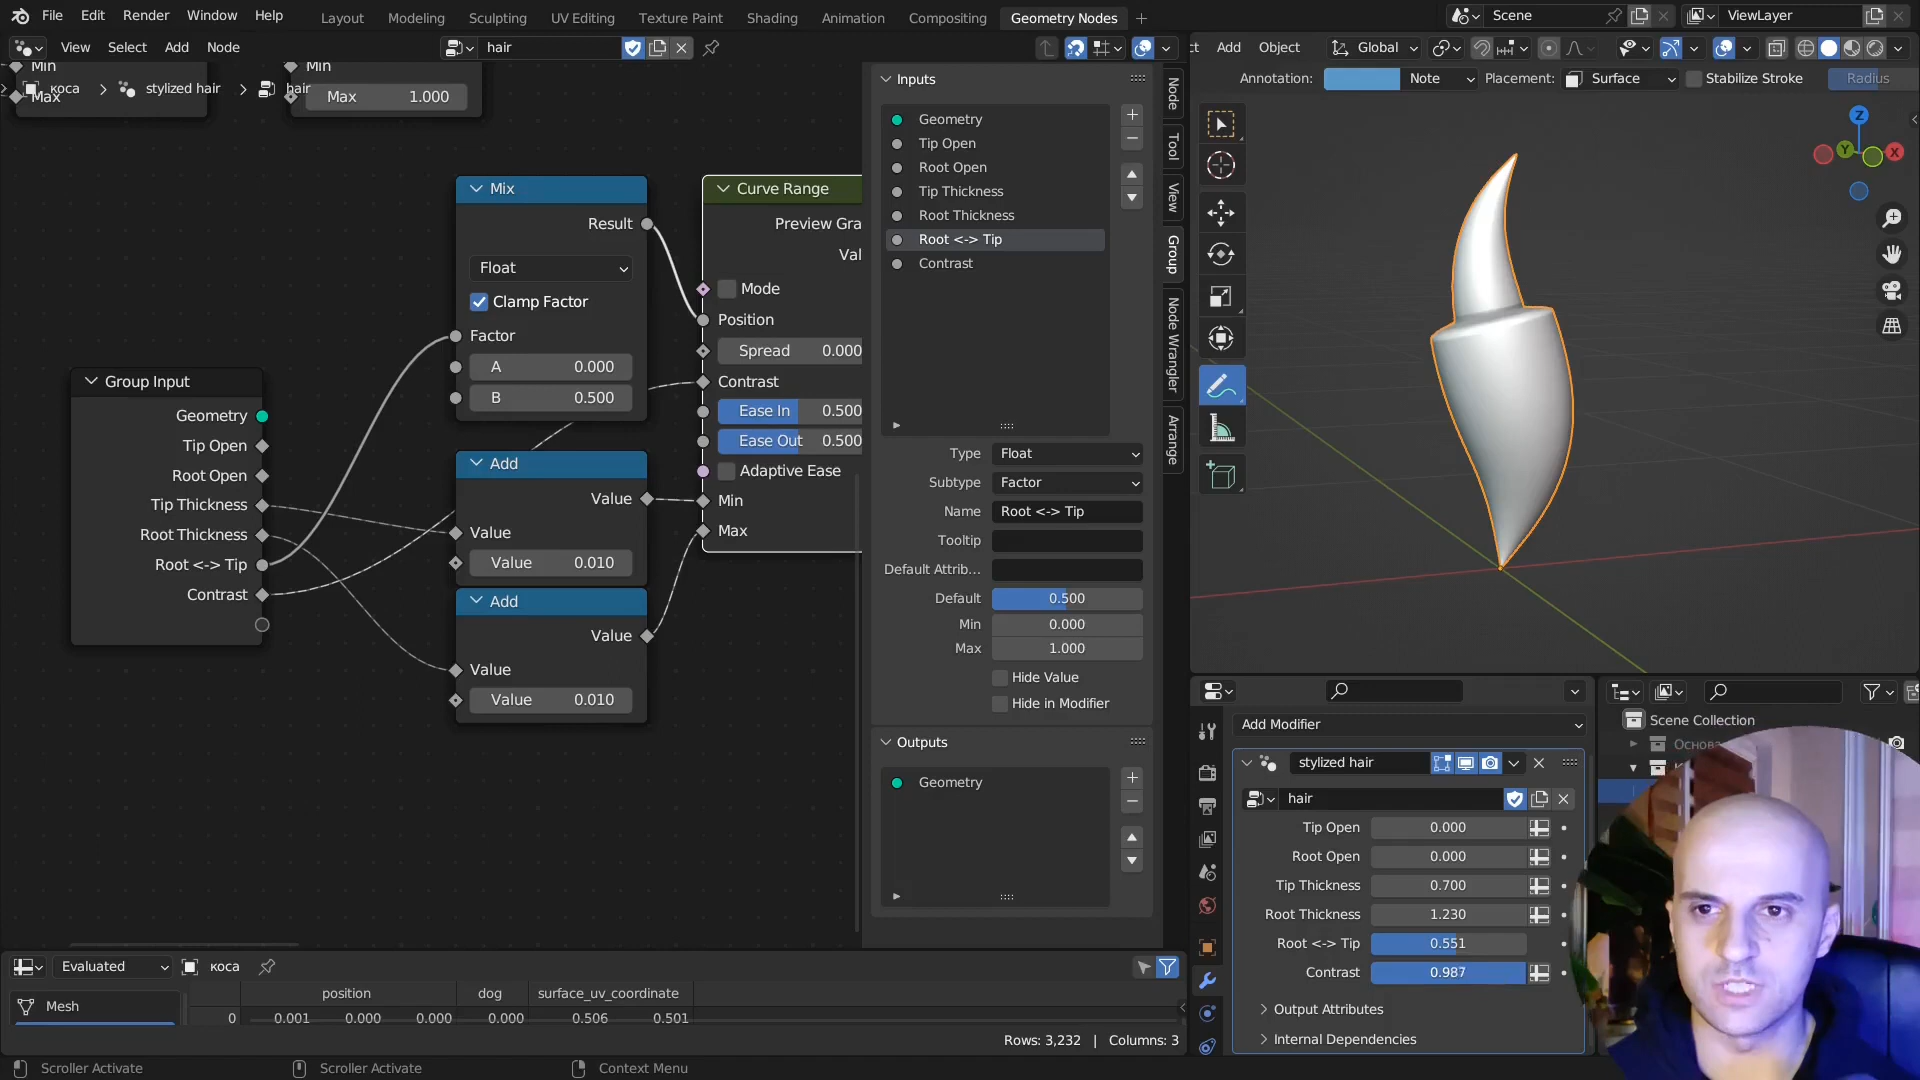 File Edit Render Window Help Layout Modeling Sculpting UV Editing Texture Paint Shading Animation Compositing Geometry Nodes Scene ViewLayer
View Select Add Node hair Add Object Global
Annotation: Note Placement: Surface Stabilize Stroke Radius
Min Min
Max Max 1.000
коса stylized hair hair
Mix
Result
Float
Clamp Factor
Factor
A 0.000
B 0.500
Curve Range
Preview Gra
Val
Mode
Position
Spread 0.000
Contrast
Ease In 0.500
Ease Out 0.500
Adaptive Ease
Min
Max
Group Input
Geometry
Tip Open
Root Open
Tip Thickness
Root Thickness
Root <-> Tip
Contrast
Add
Value
Value
Value 0.010
Add
Value
Value
Value 0.010
Inputs
Geometry
Tip Open
Root Open
Tip Thickness
Root Thickness
Root <-> Tip
Contrast
Type Float
Subtype Factor
Name Root <-> Tip
Tooltip
Default Attrib...
Default 0.500
Min 0.000
Max 1.000
Hide Value
Hide in Modifier
Outputs
Geometry
Node
Tool
View
Group
Node Wrangler
Arrange
Z
Y
X
Add Modifier
stylized hair
hair
Tip Open 0.000
Root Open 0.000
Tip Thickness 0.700
Root Thickness 1.230
Root <-> Tip 0.551
Contrast 0.987
Output Attributes
Internal Dependencies
Scene Collection
Evaluated коса
position dog surface_uv_coordinate
Mesh
0 0.001 0.000 0.000 0.000 0.506 0.501
Rows: 3,232 | Columns: 3
Scroller Activate Scroller Activate Context Menu